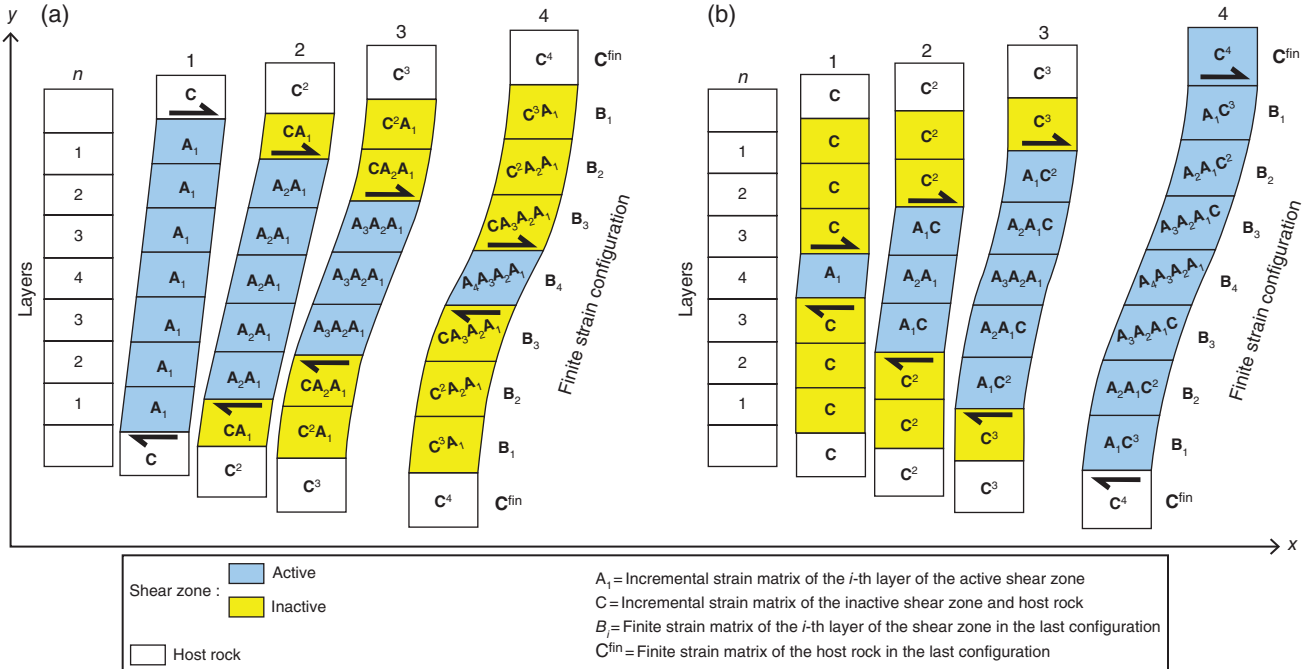 y
(a)
1
2
3
4
n
1
2
3
4
3
2
1
Layers
C
A₁
A₁
A₁
A₁
A₁
A₁
A₁
C
C²
CA₁
A₂A₁
A₂A₁
A₂A₁
A₂A₁
A₂A₁
CA₁
C²
C³
C²A₁
CA₂A₁
A₃A₂A₁
A₃A₂A₁
A₃A₂A₁
CA₂A₁
C²A₁
C³
C⁴
C³A₁
C²A₂A₁
CA₃A₂A₁
A₄A₃A₂A₁
CA₃A₂A₁
C²A₂A₁
C³A₁
C⁴
C^fin
B₁
B₂
B₃
B₄
B₃
B₂
B₁
C^fin
Finite strain configuration
(b)
1
2
3
4
n
1
2
3
4
3
2
1
Layers
C
C
C
C
A₁
C
C
C
C
C²
C²
C²
A₁C
A₂A₁
A₁C
C²
C²
C²
C³
C³
A₁C²
A₂A₁C
A₃A₂A₁
A₂A₁C
A₁C²
C³
C³
C⁴
A₁C³
A₂A₁C²
A₃A₂A₁C
A₄A₃A₂A₁
A₃A₂A₁C
A₂A₁C²
A₁C³
C⁴
C^fin
B₁
B₂
B₃
B₄
B₃
B₂
B₁
C^fin
Finite strain configuration
x
Shear zone :
Active
Inactive
Host rock
A₁ = Incremental strain matrix of the i-th layer of the active shear zone
C = Incremental strain matrix of the inactive shear zone and host rock
Bᵢ = Finite strain matrix of the i-th layer of the shear zone in the last configuration
C^fin = Finite strain matrix of the host rock in the last configuration